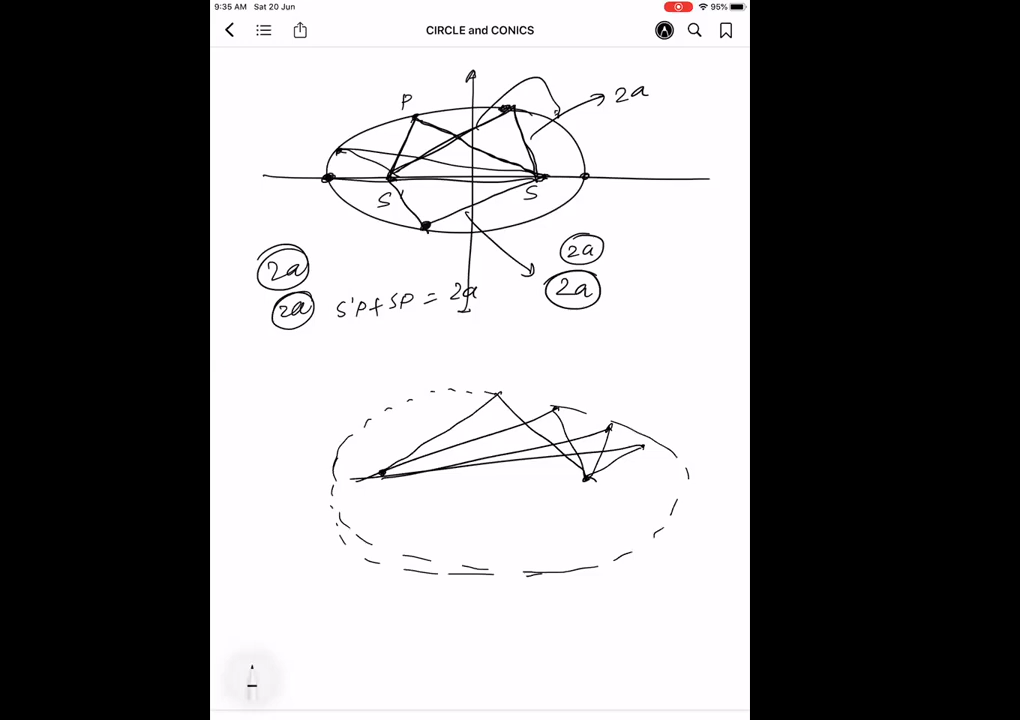 9:35 AM Sat 20 Jun 95%
CIRCLE and CONICS
P 2a
S' S
2a 2a
2a S'P + SP = 2a 2a